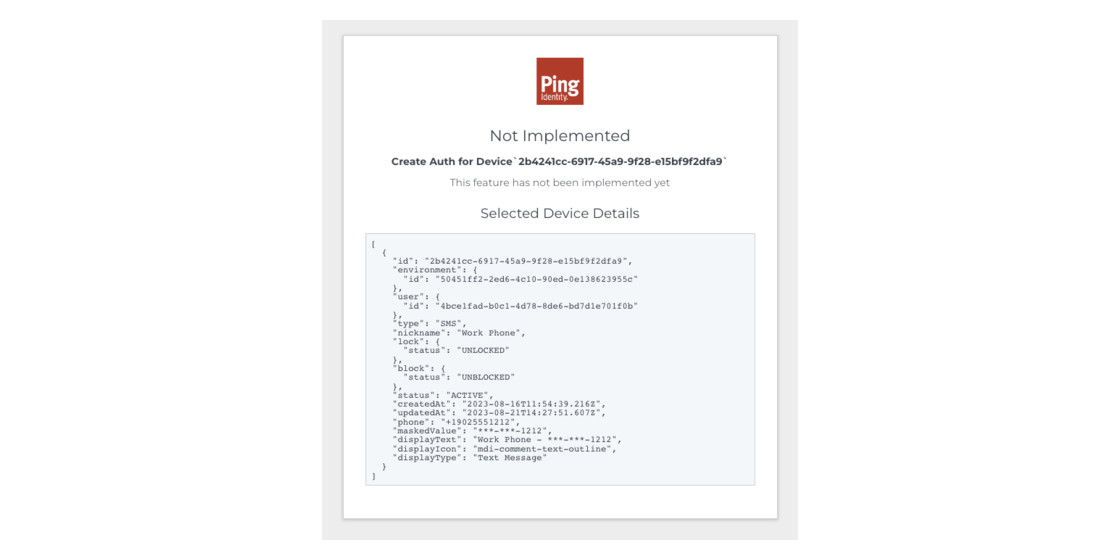 Ping
Identity.
Not Implemented
Create Auth for Device`2b4241cc-6917-45a9-9f28-e15bf9f2dfa9`
This feature has not been implemented yet
Selected Device Details
[
  {
    "id": "2b4241cc-6917-45a9-9f28-e15bf9f2dfa9",
    "environment": {
      "id": "50451ff2-2ed6-4c10-90ed-0e138623955c"
    },
    "user": {
      "id": "4bce1fad-b0c1-4d78-8de6-bd7d1e701f0b"
    },
    "type": "SMS",
    "nickname": "Work Phone",
    "lock": {
      "status": "UNLOCKED"
    },
    "block": {
      "status": "UNBLOCKED"
    },
    "status": "ACTIVE",
    "createdAt": "2023-08-16T11:54:39.216Z",
    "updatedAt": "2023-08-21T14:27:51.607Z",
    "phone": "+19025551212",
    "maskedValue": "***-***-1212",
    "displayText": "Work Phone - ***-***-1212",
    "displayIcon": "mdi-comment-text-outline",
    "displayType": "Text Message"
  }
]